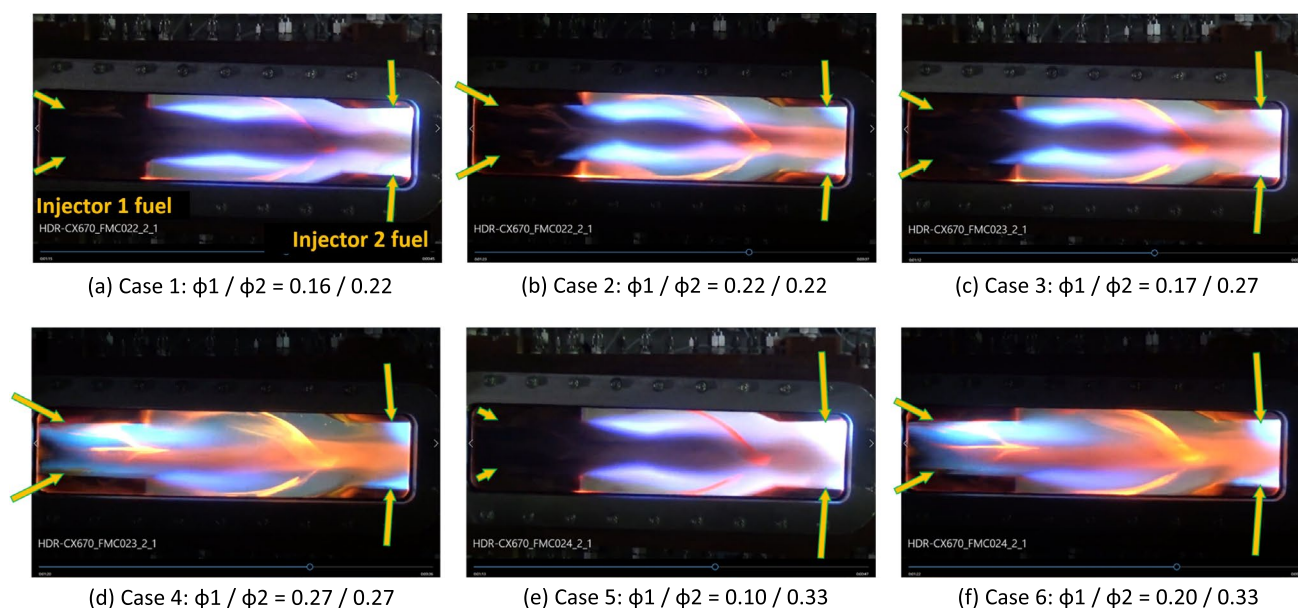 Injector 1 fuel
HDR-CX670_FMC022_2_1
Injector 2 fuel
HDR-CX670_FMC022_2_1
HDR-CX670_FMC023_2_1
(a) Case 1: ϕ1 / ϕ2 = 0.16 / 0.22
(b) Case 2: ϕ1 / ϕ2 = 0.22 / 0.22
(c) Case 3: ϕ1 / ϕ2 = 0.17 / 0.27
HDR-CX670_FMC023_2_1
HDR-CX670_FMC024_2_1
HDR-CX670_FMC024_2_1
(d) Case 4: ϕ1 / ϕ2 = 0.27 / 0.27
(e) Case 5: ϕ1 / ϕ2 = 0.10 / 0.33
(f) Case 6: ϕ1 / ϕ2 = 0.20 / 0.33